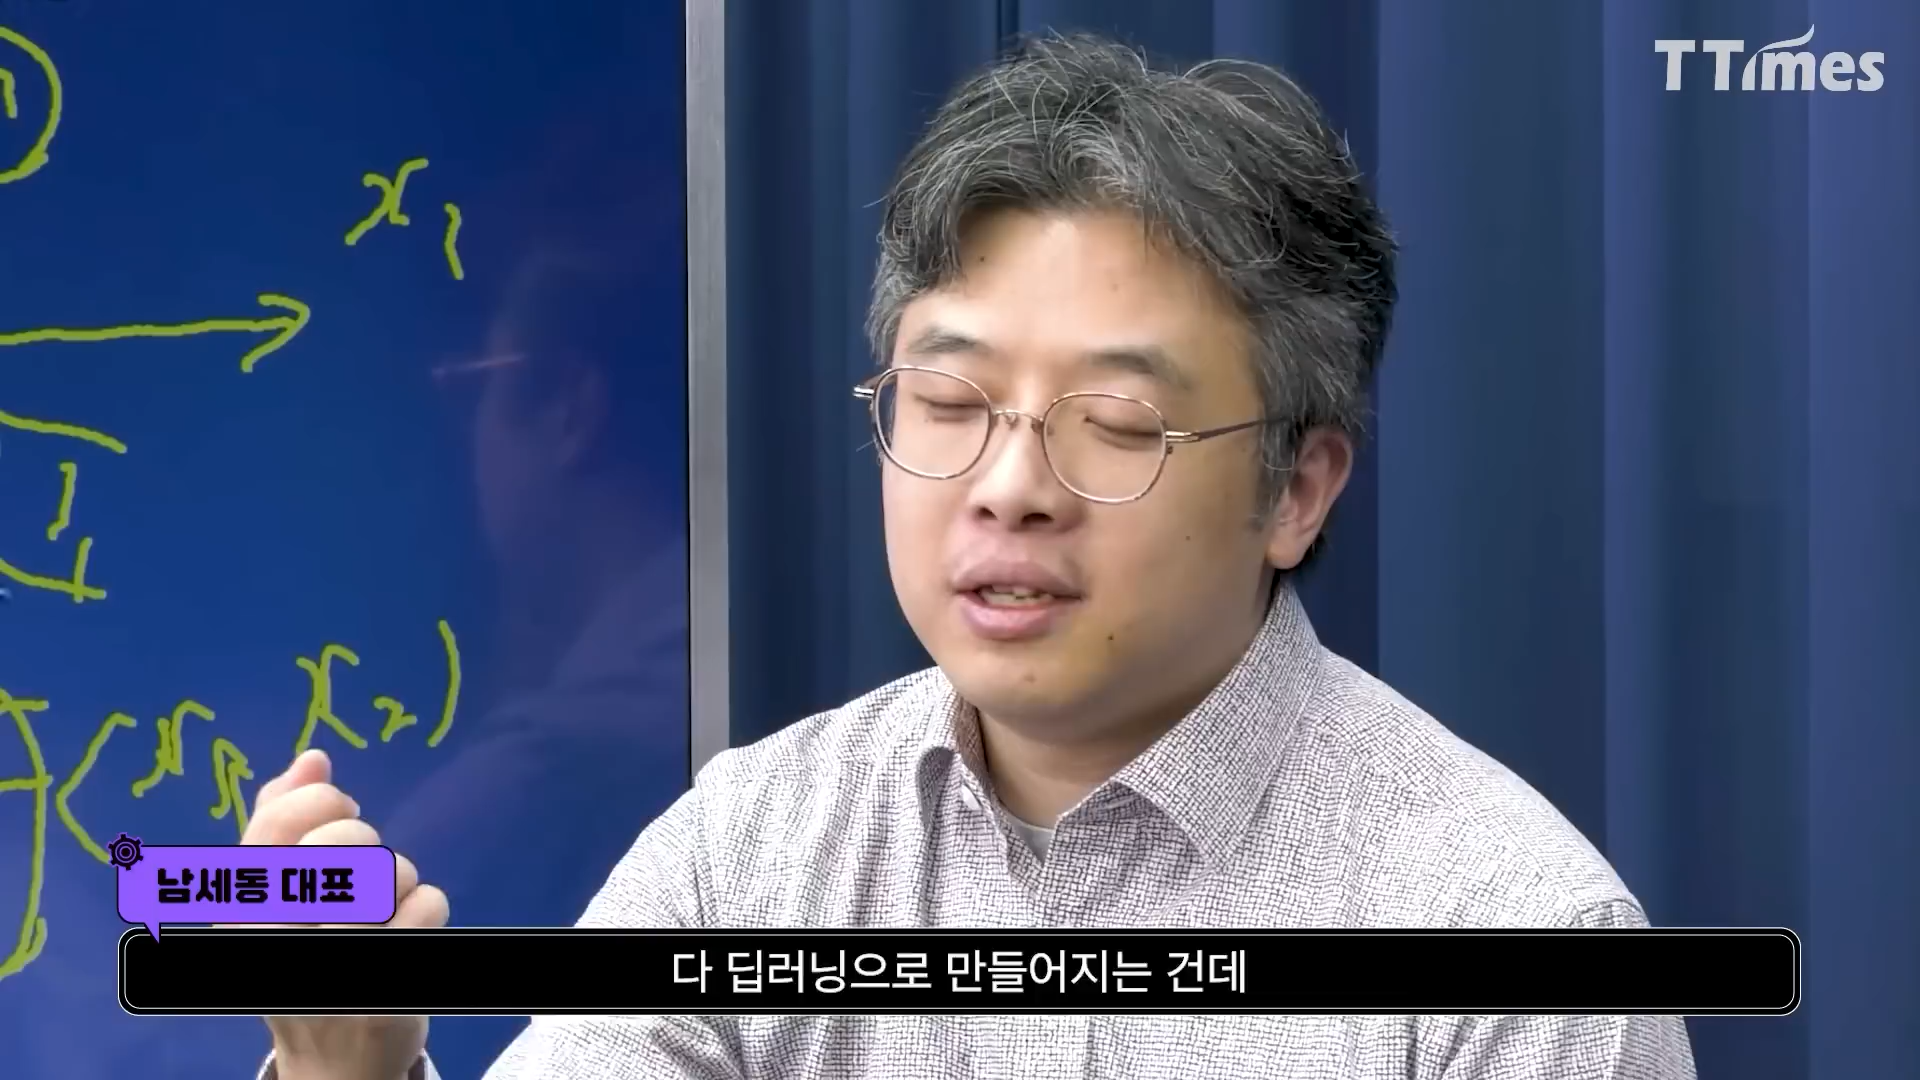 TTimes
x₁
(x₁, x₂)
남세동 대표
다 딥러닝으로 만들어지는 건데